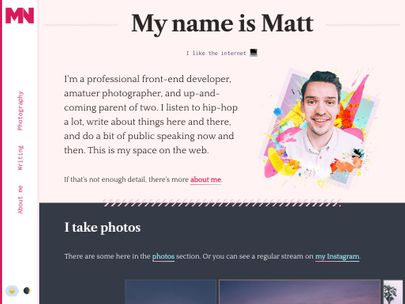 MN
My name is Matt
I like the internet
I'm a professional front-end developer,
amatuer photographer, and up-and-
coming parent of two. I listen to hip-hop
a lot, write about things here and there,
and do a bit of public speaking now and
then. This is my space on the web.
If that's not enough detail, there's more about me.
Photography
Writing
About me
I take photos
There are some here in the photos section. Or you can see a regular stream on my Instagram.